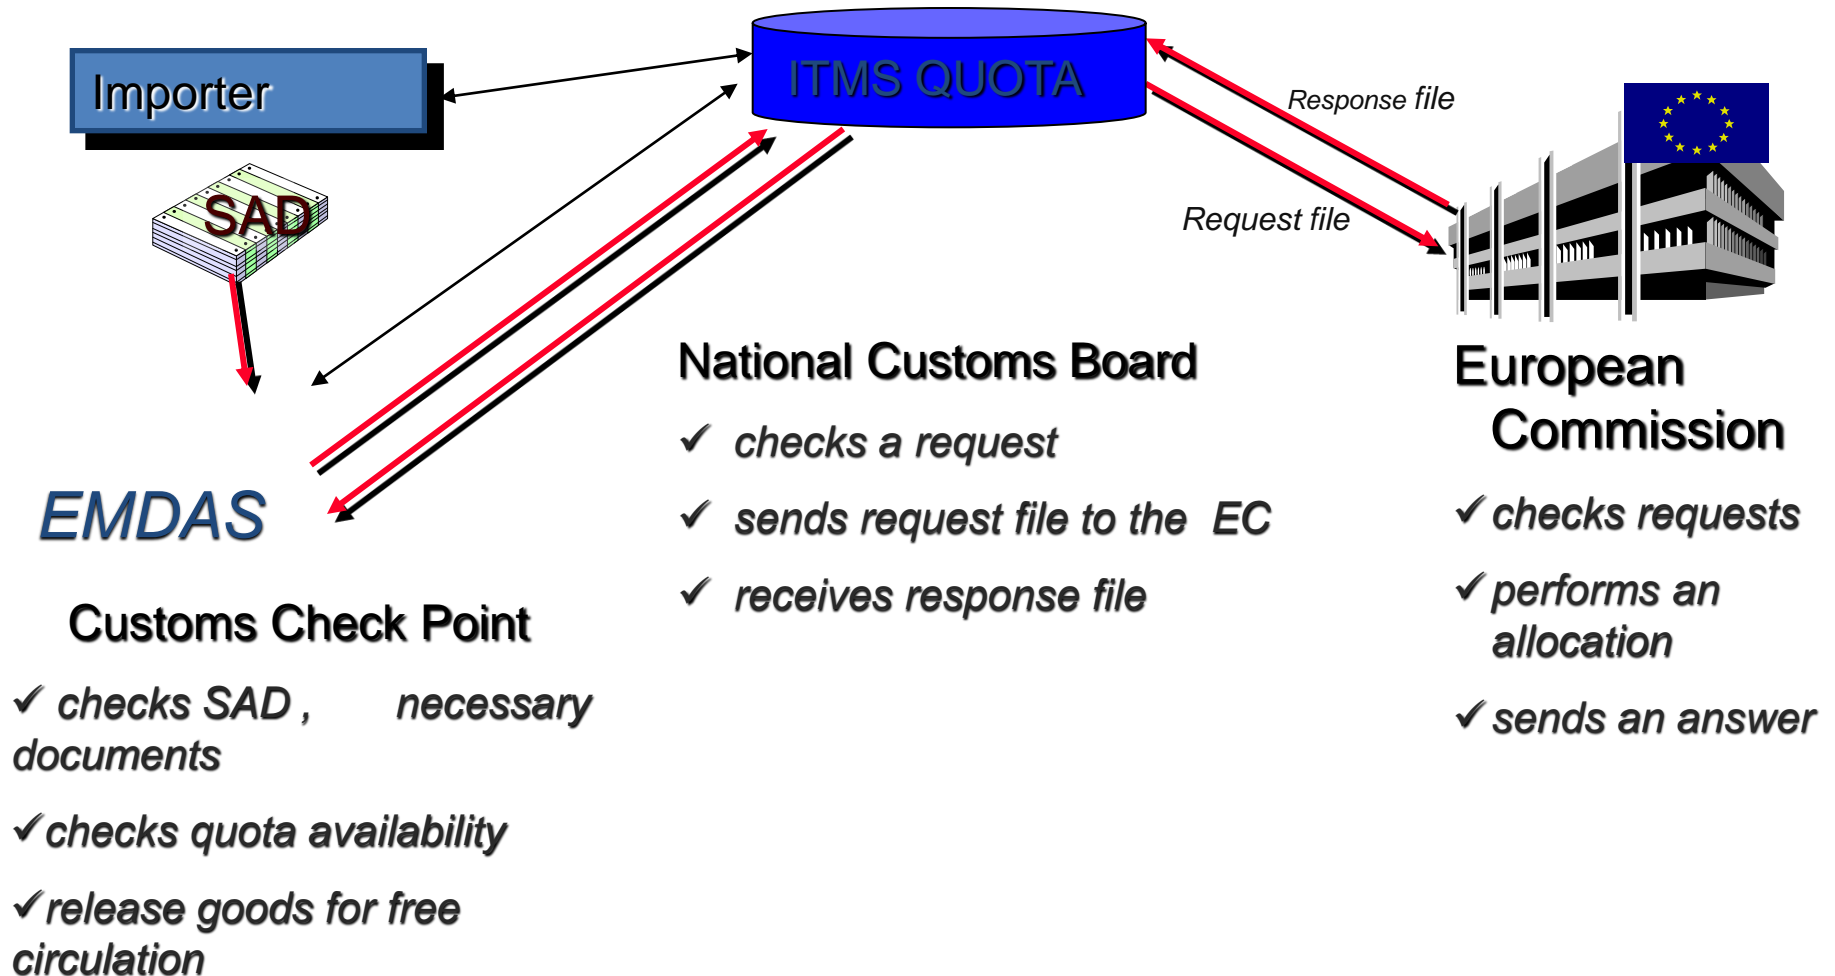 Importer
ITMS QUOTA
Response file
SAD
Request file
National Customs Board
✓ checks a request
✓ sends request file to the EC
✓ receives response file
European
Commission
✓ checks requests
✓ performs an
allocation
✓ sends an answer
EMDAS
Customs Check Point
✓ checks SAD , necessary
documents
✓ checks quota availability
✓ release goods for free
circulation